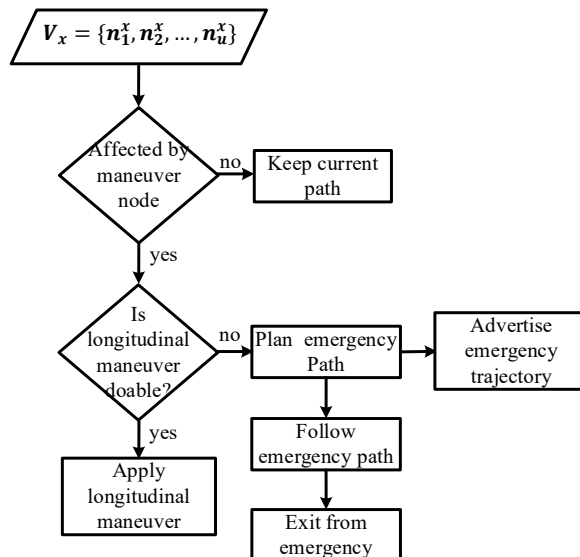 V_x = {n_1^x, n_2^x, ..., n_u^x}
Affected by
maneuver
node
no
Keep current
path
yes
Is
longitudinal
maneuver
doable?
no
Plan emergency
Path
Advertise
emergency
trajectory
yes
Follow
emergency path
Apply
longitudinal
maneuver
Exit from
emergency